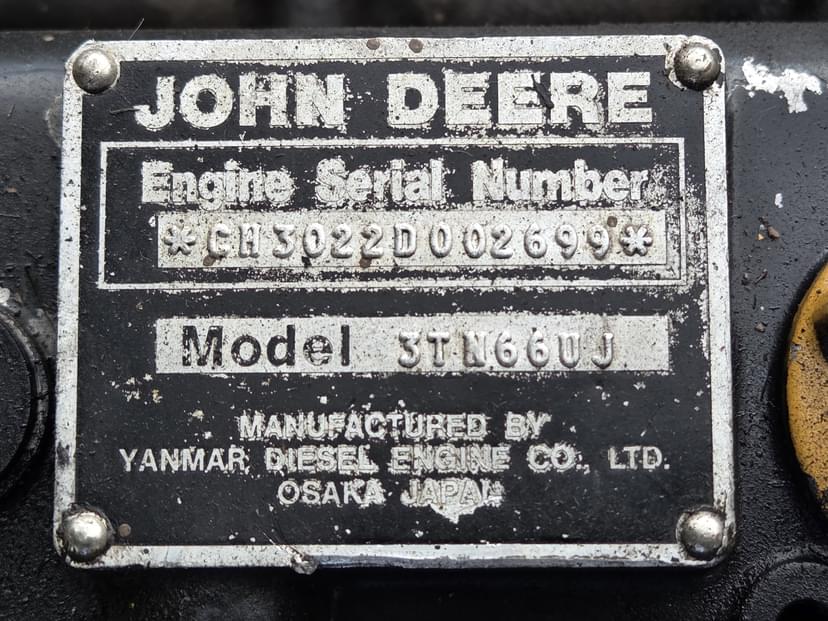 JOHN DEERE
Engine Serial Number
*CH3022D002699*
Model 3TN66UJ
MANUFACTURED BY
YANMAR DIESEL ENGINE CO., LTD.
OSAKA JAPAN